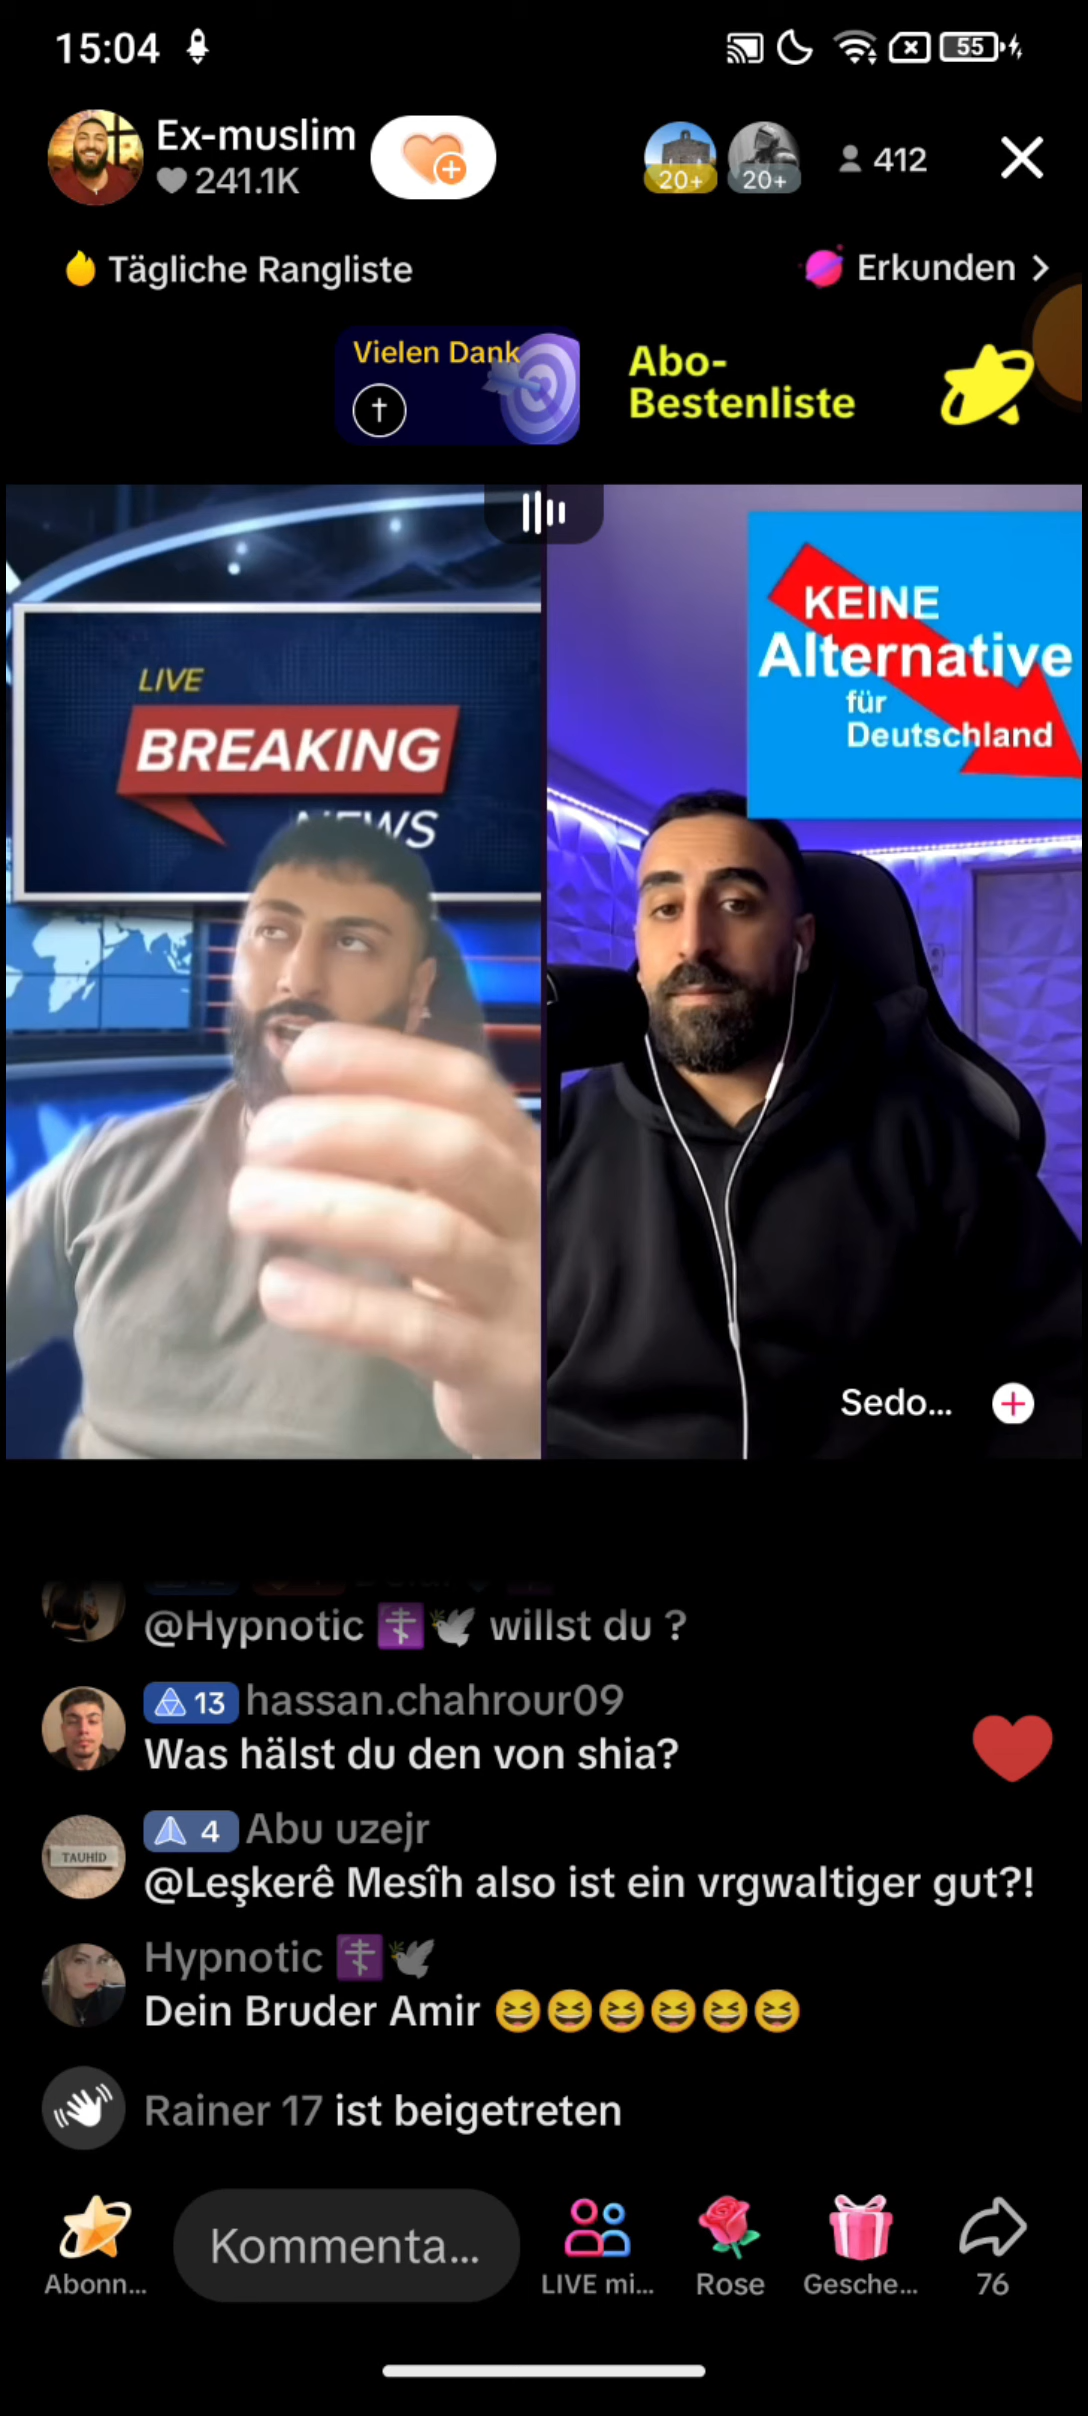 15:04
55
Ex-muslim
241.1K
20+
20+
412
Tägliche Rangliste
Erkunden
Vielen Dank
Abo-
Bestenliste
LIVE
BREAKING
NEWS
KEINE
Alternative
für
Deutschland
Sedo...
@Hypnotic ☦️🕊️ willst du ?
13 hassan.chahrour09
Was hälst du den von shia?
4 Abu uzejr
TAUHID
@Leşkerê Mesîh also ist ein vrgwaltiger gut?!
Hypnotic ☦️🕊️
Dein Bruder Amir 😆😆😆😆😆😆
Rainer 17 ist beigetreten
Kommenta...
Abonn...
LIVE mi...
Rose
Gesche...
76